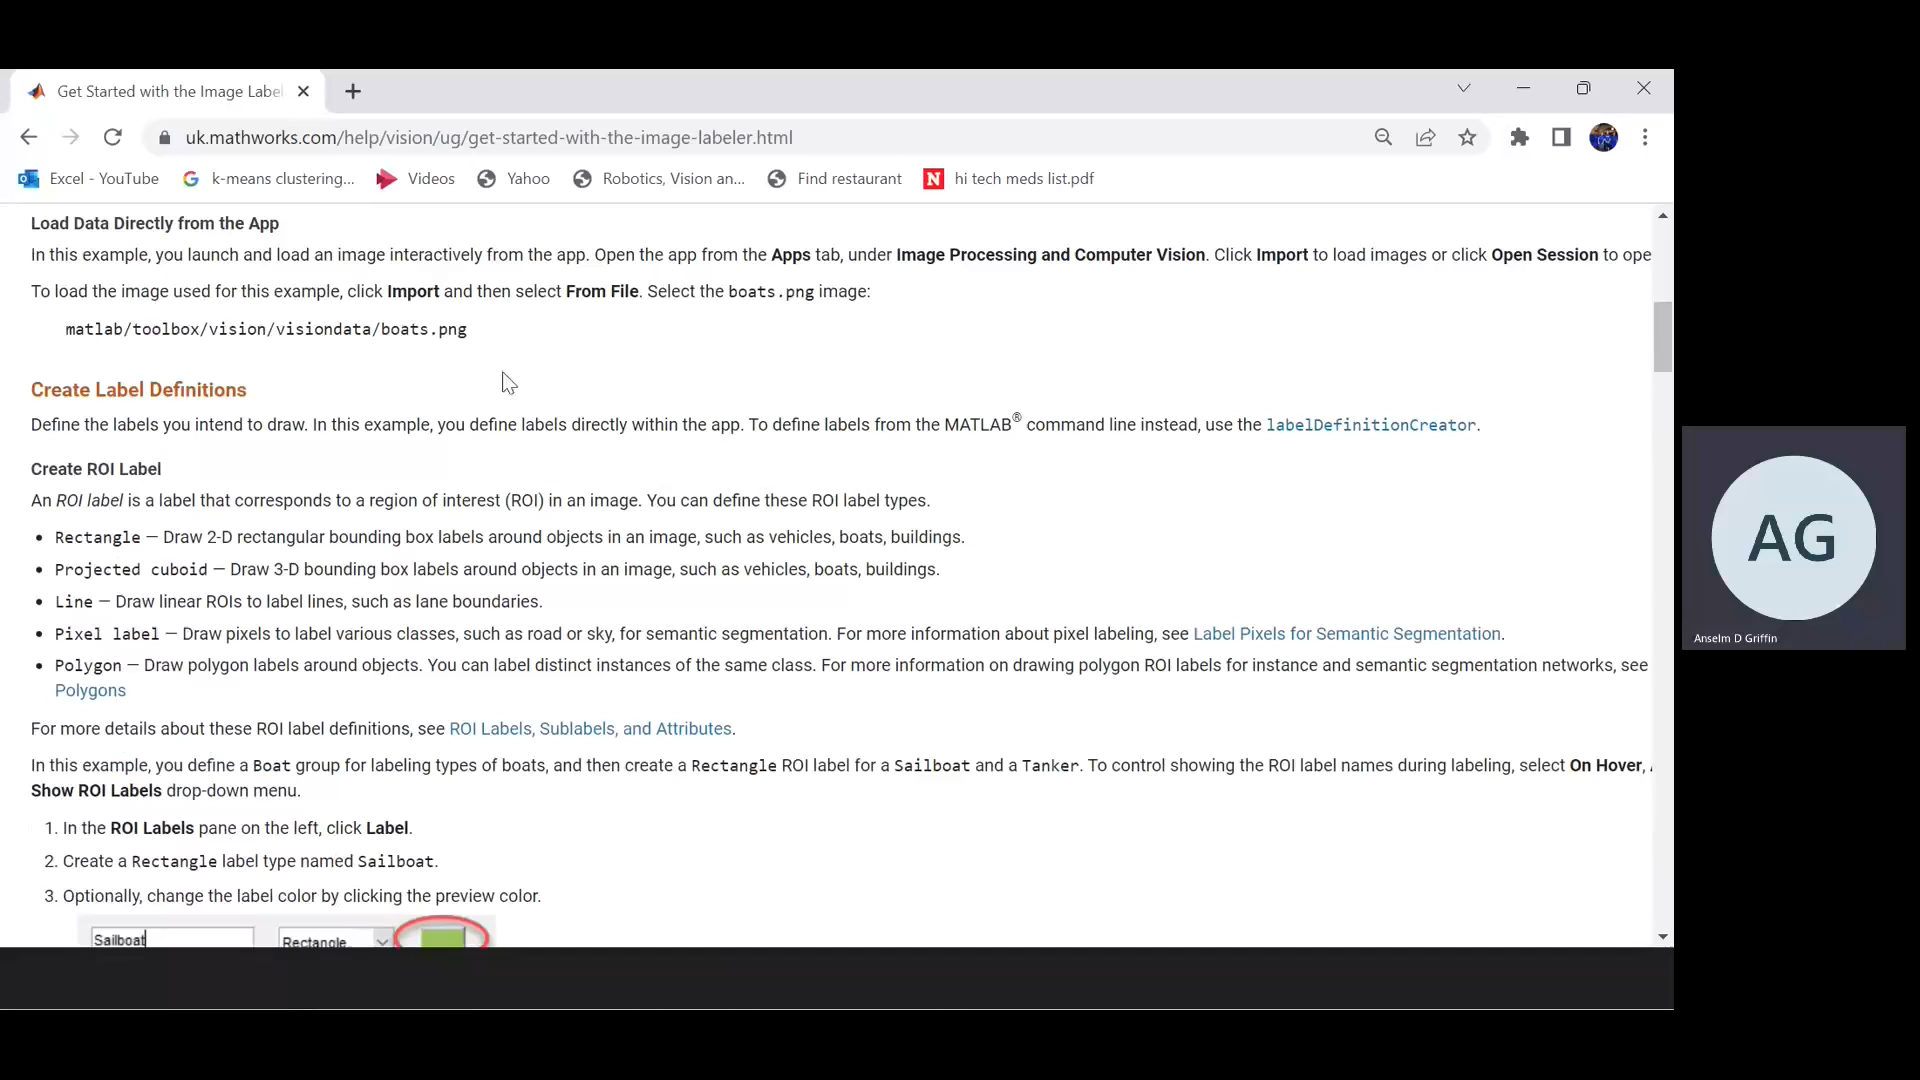 Get Started with the Image Label
uk.mathworks.com/help/vision/ug/get-started-with-the-image-labeler.html
Excel - YouTube k-means clustering... Videos Yahoo Robotics, Vision an... Find restaurant N hi tech meds list.pdf
Load Data Directly from the App
In this example, you launch and load an image interactively from the app. Open the app from the Apps tab, under Image Processing and Computer Vision. Click Import to load images or click Open Session to ope
To load the image used for this example, click Import and then select From File. Select the boats.png image:
matlab/toolbox/vision/visiondata/boats.png
Create Label Definitions
Define the labels you intend to draw. In this example, you define labels directly within the app. To define labels from the MATLAB® command line instead, use the labelDefinitionCreator.
Create ROI Label
An ROI label is a label that corresponds to a region of interest (ROI) in an image. You can define these ROI label types.
• Rectangle — Draw 2-D rectangular bounding box labels around objects in an image, such as vehicles, boats, buildings.
• Projected cuboid — Draw 3-D bounding box labels around objects in an image, such as vehicles, boats, buildings.
• Line — Draw linear ROIs to label lines, such as lane boundaries.
• Pixel label — Draw pixels to label various classes, such as road or sky, for semantic segmentation. For more information about pixel labeling, see Label Pixels for Semantic Segmentation.
• Polygon — Draw polygon labels around objects. You can label distinct instances of the same class. For more information on drawing polygon ROI labels for instance and semantic segmentation networks, see
Polygons
For more details about these ROI label definitions, see ROI Labels, Sublabels, and Attributes.
In this example, you define a Boat group for labeling types of boats, and then create a Rectangle ROI label for a Sailboat and a Tanker. To control showing the ROI label names during labeling, select On Hover,
Show ROI Labels drop-down menu.
1. In the ROI Labels pane on the left, click Label.
2. Create a Rectangle label type named Sailboat.
3. Optionally, change the label color by clicking the preview color.
Sailboat Rectangle
AG
Anselm D Griffin